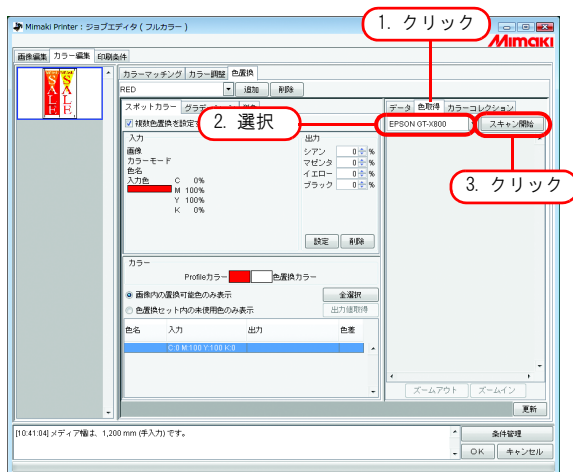 1. クリック
Mimaki Printer : ジョブエディタ ( フルカラー )
Mimaki
画像編集 カラー編集 印刷条件
カラーマッチング カラー調整 色置換
SALE SALE
RED 追加 削除
スポットカラー
データ 色取得 カラーコレクション
2. 選択
複数色置換を設定
EPSON GT-X800 スキャン開始
入力 出力
画像 シアン 0 %
カラーモード マゼンタ 0 %
色名 イエロー 0 %
入力色 C 0% ブラック 0 %
M 100%
Y 100%
K 0%
3. クリック
設定 削除
カラー
Profileカラー 色置換カラー
画像内の置換可能色のみ表示 全選択
色置換セット内の未使用色のみ表示 出力値取得
色名 入力 出力 色差
C:0 M:100 Y:100 K:0
ズームアウト ズームイン
更新
[10:41:04] メディア幅は、1,200 mm (手入力) です。
条件管理
OK キャンセル